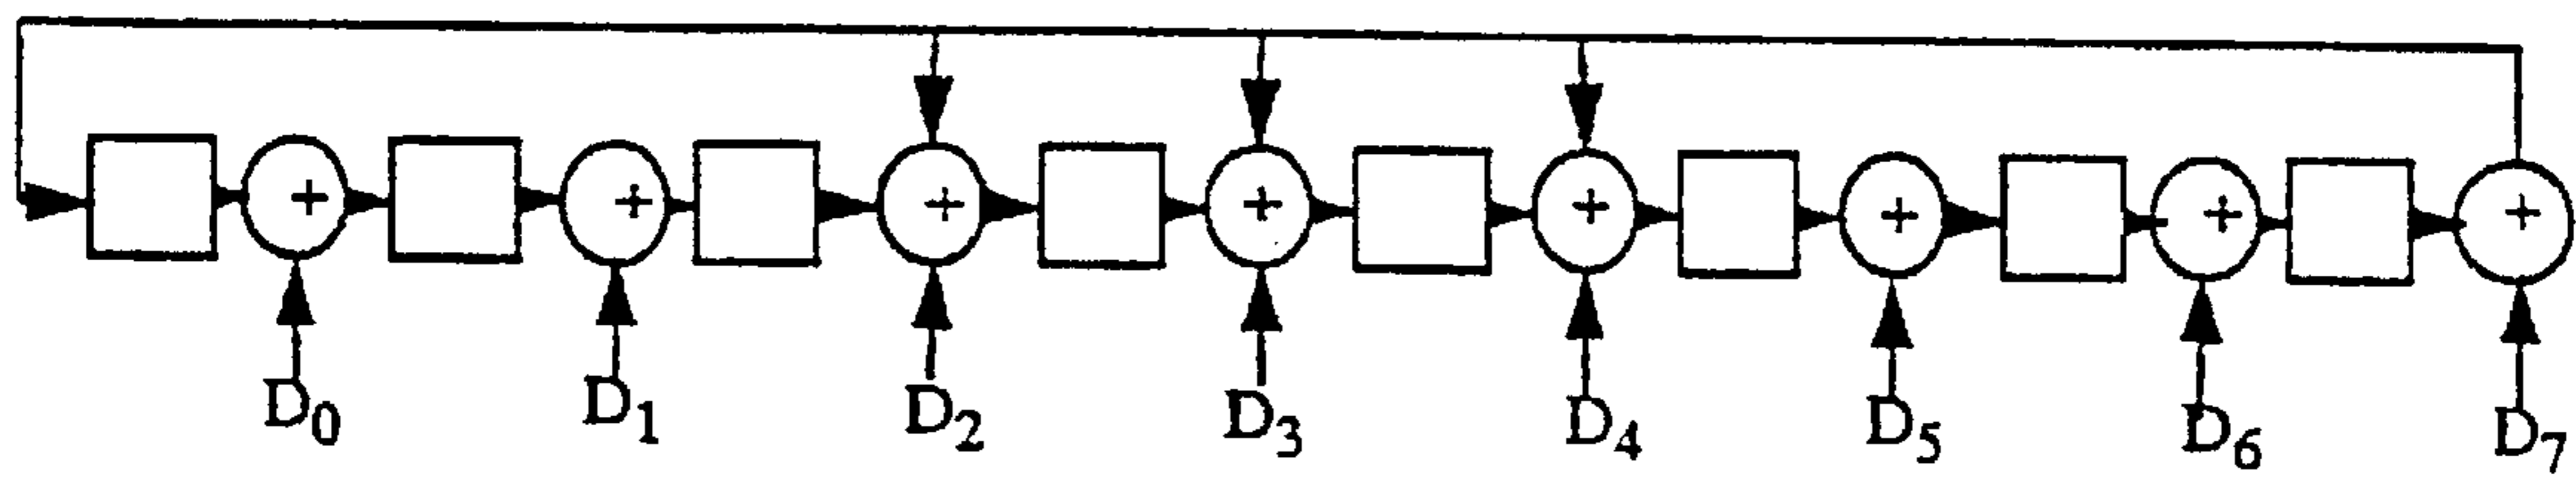 + + + + + + + +
D0 D1 D2 D3 D4 D5 D6 D7